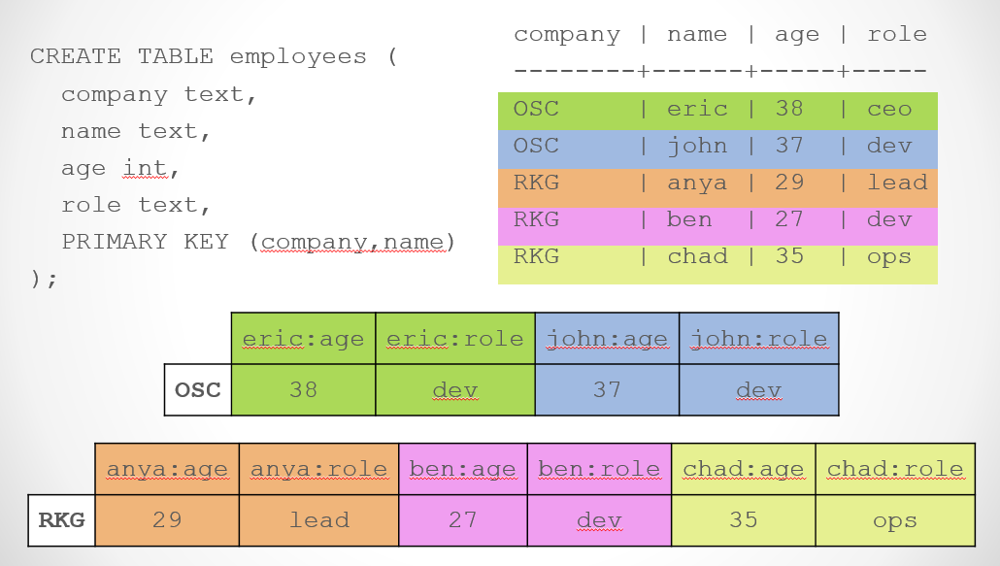 CREATE TABLE employees (
company text,
name text,
age int,
role text,
PRIMARY KEY (company,name)
);
company | name | age | role
--------+------+-----+-----
OSC | eric | 38 | ceo
OSC | john | 37 | dev
RKG | anya | 29 | lead
RKG | ben | 27 | dev
RKG | chad | 35 | ops
eric:age eric:role john:age john:role
OSC 38 dev 37 dev
anya:age anya:role ben:age ben:role chad:age chad:role
RKG 29 lead 27 dev 35 ops